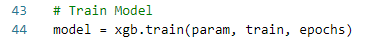 43 # Train Model
44 model = xgb.train(param, train, epochs)